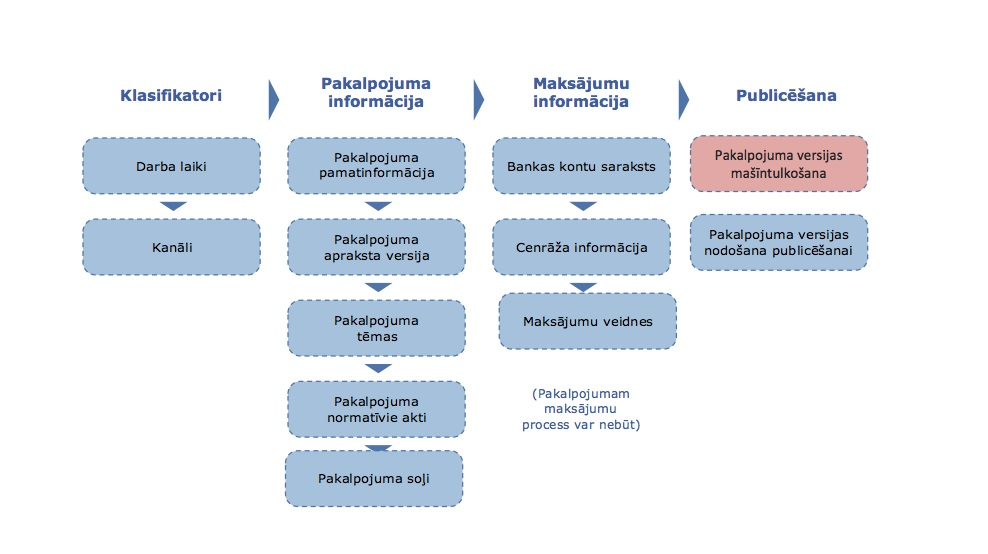 Klasifikatori
Darba laiki
Kanāli
Pakalpojuma
informācija
Pakalpojuma
pamatinformācija
Pakalpojuma
apraksta versija
Pakalpojuma
tēmas
Pakalpojuma
normatīvie akti
Pakalpojuma soļi
Maksājumu
informācija
Bankas kontu saraksts
Cenrāža informācija
Maksājumu veidnes
(Pakalpojumam
maksājumu
process var nebūt)
Publicēšana
Pakalpojuma versijas
mašīntulkošana
Pakalpojuma versijas
nodošana publicēšanai